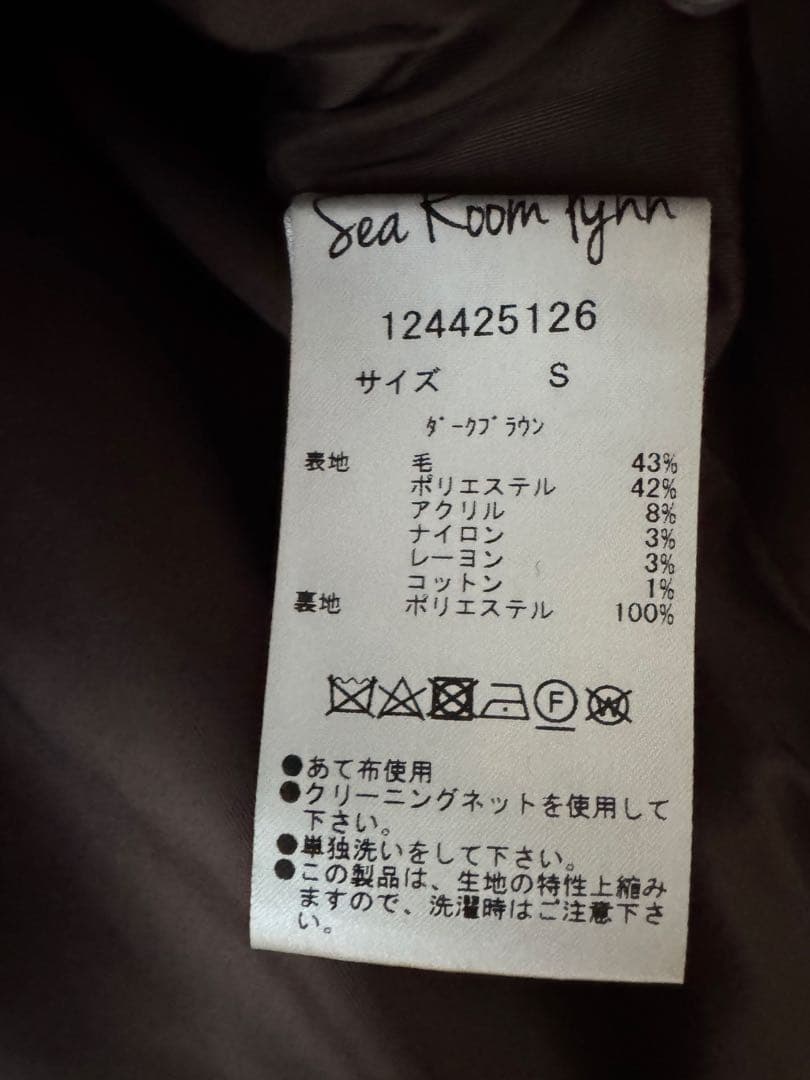 Sea Room lynn
124425126
サイズ S
ﾀﾞｰｸﾌﾞﾗｳﾝ
表地 毛 43%
ポリエステル 42%
アクリル 8%
ナイロン 3%
レーヨン 3%
コットン 1%
裏地 ポリエステル 100%
F W
●あて布使用
●クリーニングネットを使用して
下さい。
●単独洗いをして下さい。
●この製品は、生地の特性上縮み
ますので、洗濯時はご注意下さ
い。